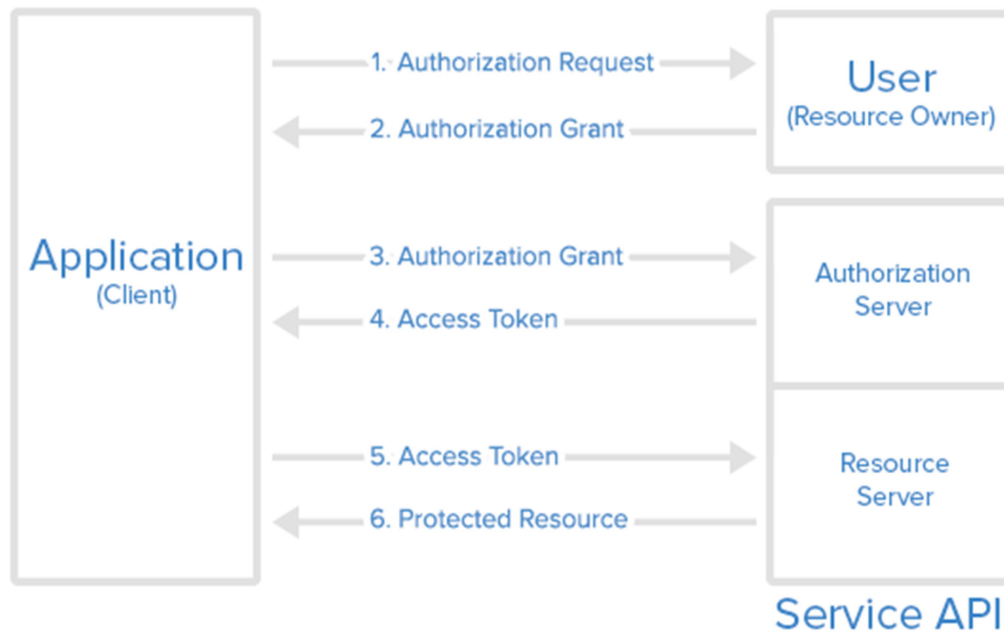 Application
(Client)
1. Authorization Request
2. Authorization Grant
3. Authorization Grant
4. Access Token
5. Access Token
6. Protected Resource
User
(Resource Owner)
Authorization
Server
Resource
Server
Service API